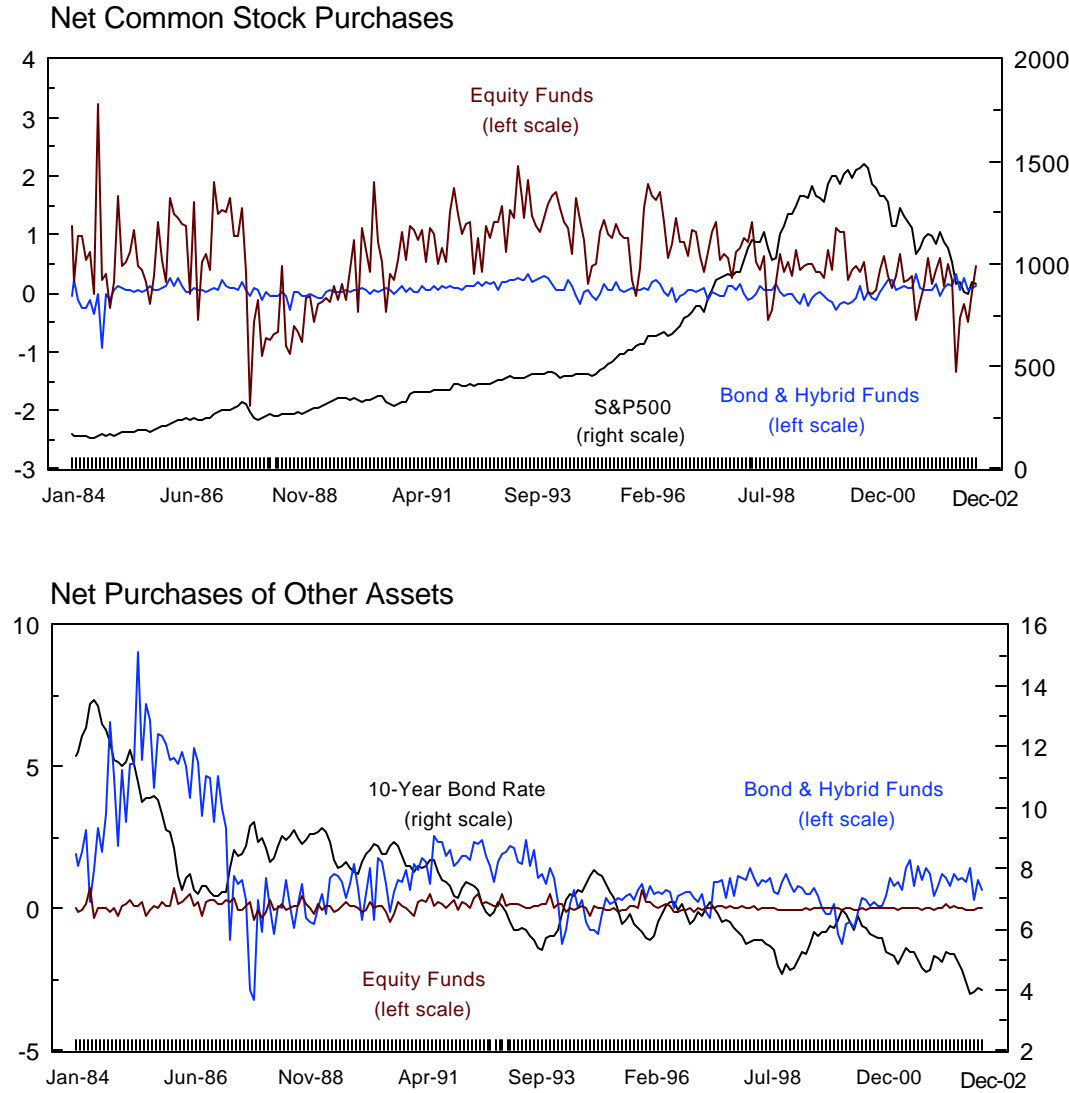 Net Common Stock Purchases
4
3
2
1
0
-1
-2
-3
2000
1500
1000
500
0
Equity Funds
(left scale)
S&P500
(right scale)
Bond & Hybrid Funds
(left scale)
Jan-84 Jun-86 Nov-88 Apr-91 Sep-93 Feb-96 Jul-98 Dec-00 Dec-02
Net Purchases of Other Assets
10
5
0
-5
16
14
12
10
8
6
4
2
10-Year Bond Rate
(right scale)
Bond & Hybrid Funds
(left scale)
Equity Funds
(left scale)
Jan-84 Jun-86 Nov-88 Apr-91 Sep-93 Feb-96 Jul-98 Dec-00 Dec-02